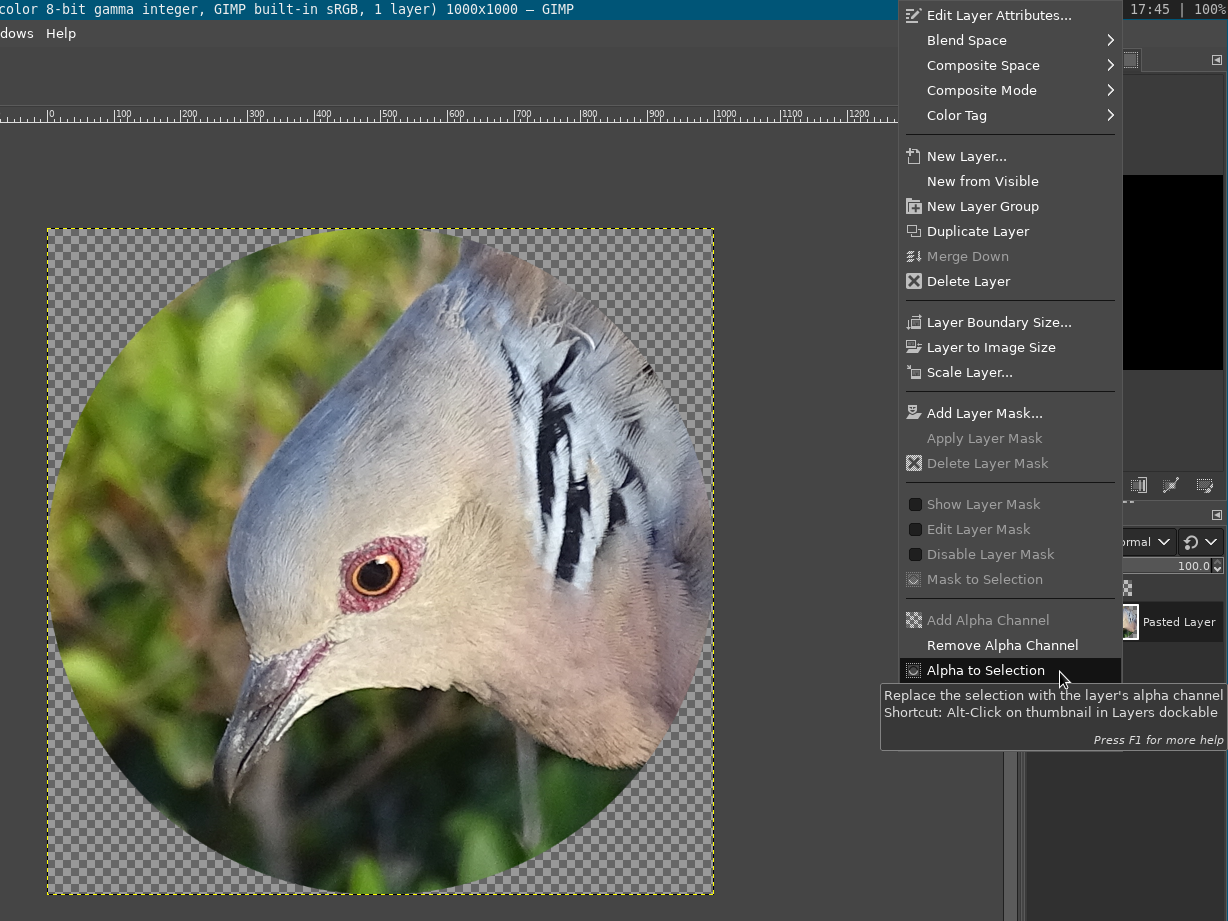 color 8-bit gamma integer, GIMP built-in sRGB, 1 layer) 1000x1000 – GIMP
17:45 | 100%
dows Help
0 100 200 300 400 500 600 700 800 900 1000 1100 1200
Edit Layer Attributes...
Blend Space
Composite Space
Composite Mode
Color Tag
New Layer...
New from Visible
New Layer Group
Duplicate Layer
Merge Down
Delete Layer
Layer Boundary Size...
Layer to Image Size
Scale Layer...
Add Layer Mask...
Apply Layer Mask
Delete Layer Mask
Show Layer Mask
Edit Layer Mask
Disable Layer Mask
Mask to Selection
Add Alpha Channel
Remove Alpha Channel
Alpha to Selection
Replace the selection with the layer's alpha channel
Shortcut: Alt-Click on thumbnail in Layers dockable
Press F1 for more help
ormal
100.0
Pasted Layer